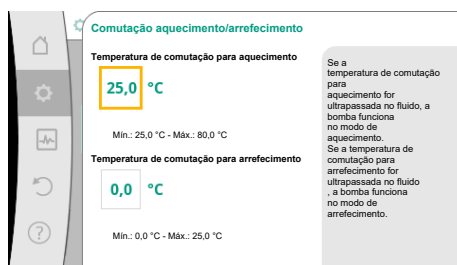 Comutação aquecimento/arrefecimento
Temperatura de comutação para aquecimento
25,0 °C
Mín.: 25,0 °C - Máx.: 80,0 °C
Temperatura de comutação para arrefecimento
0,0 °C
Mín.: 0,0 °C - Máx.: 25,0 °C
Se a
temperatura de comutação
para
aquecimento for
ultrapassada no fluido, a
bomba funciona
no modo de
aquecimento.
Se a temperatura de
comutação para
arrefecimento for
ultrapassada no fluido
, a bomba funciona
no modo de
arrefecimento.